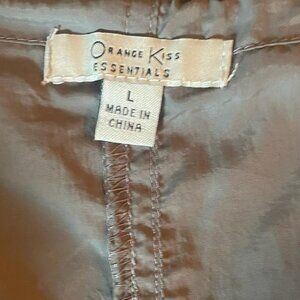 Orange Kiss
ESSENTIALS
L
MADE IN
CHINA